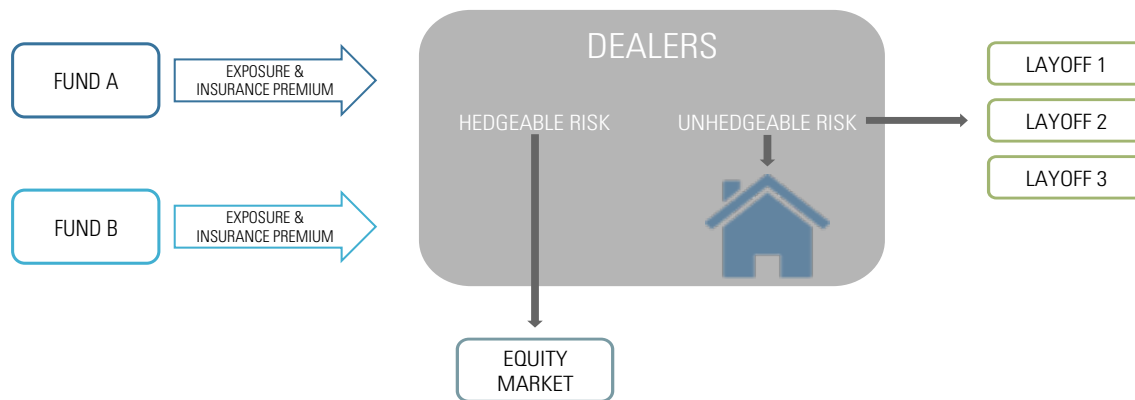 DEALERS
FUND A
EXPOSURE &
INSURANCE PREMIUM
LAYOFF 1
HEDGEABLE RISK
UNHEDGEABLE RISK
LAYOFF 2
LAYOFF 3
FUND B
EXPOSURE &
INSURANCE PREMIUM
EQUITY
MARKET